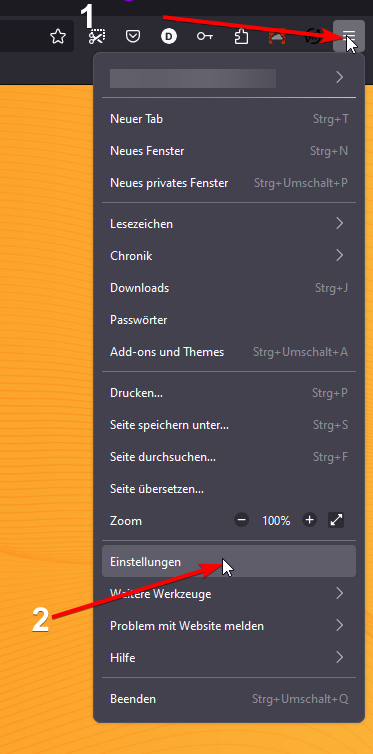 1
D
Neuer Tab Strg+T
Neues Fenster Strg+N
Neues privates Fenster Strg+Umschalt+P
Lesezeichen
Chronik
Downloads Strg+J
Passwörter
Add-ons und Themes Strg+Umschalt+A
Drucken... Strg+P
Seite speichern unter... Strg+S
Seite durchsuchen... Strg+F
Seite übersetzen...
Zoom 100%
Einstellungen
Weitere Werkzeuge
2
Problem mit Website melden
Hilfe
Beenden Strg+Umschalt+Q